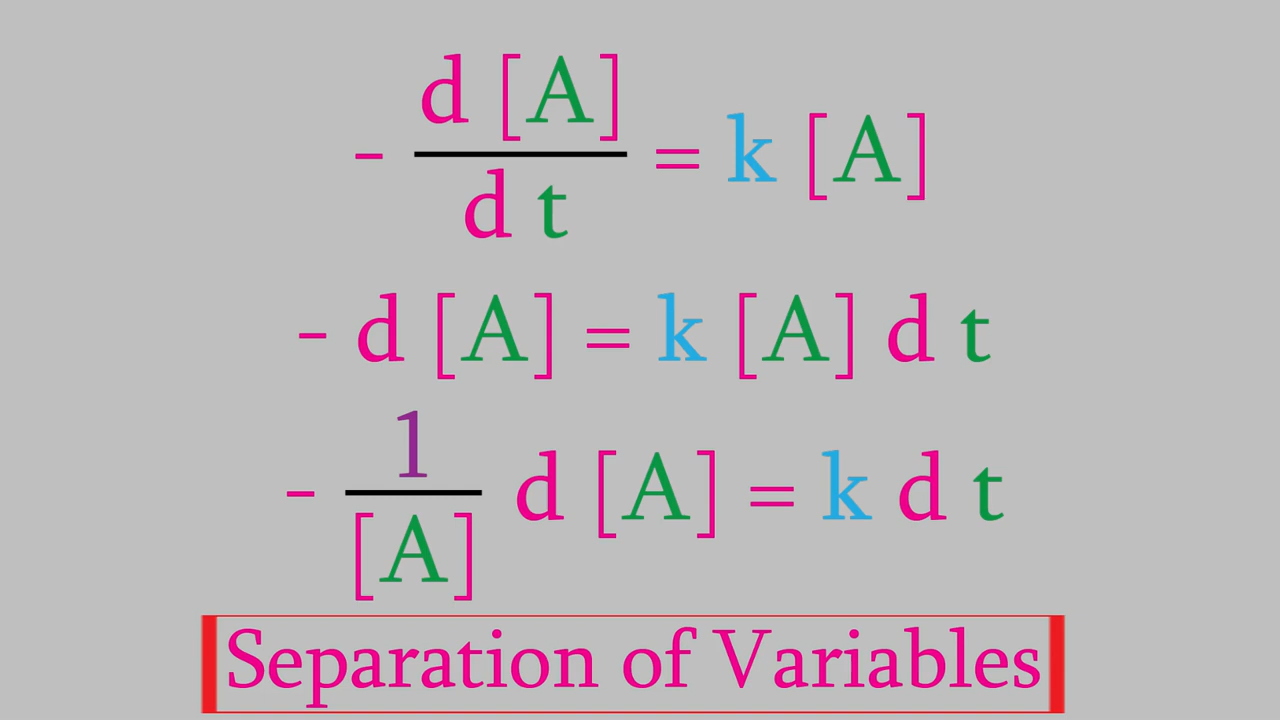 - d [A] / d t = k [A]
- d [A] = k [A] d t
- 1 / [A] d [A] = k d t
Separation of Variables